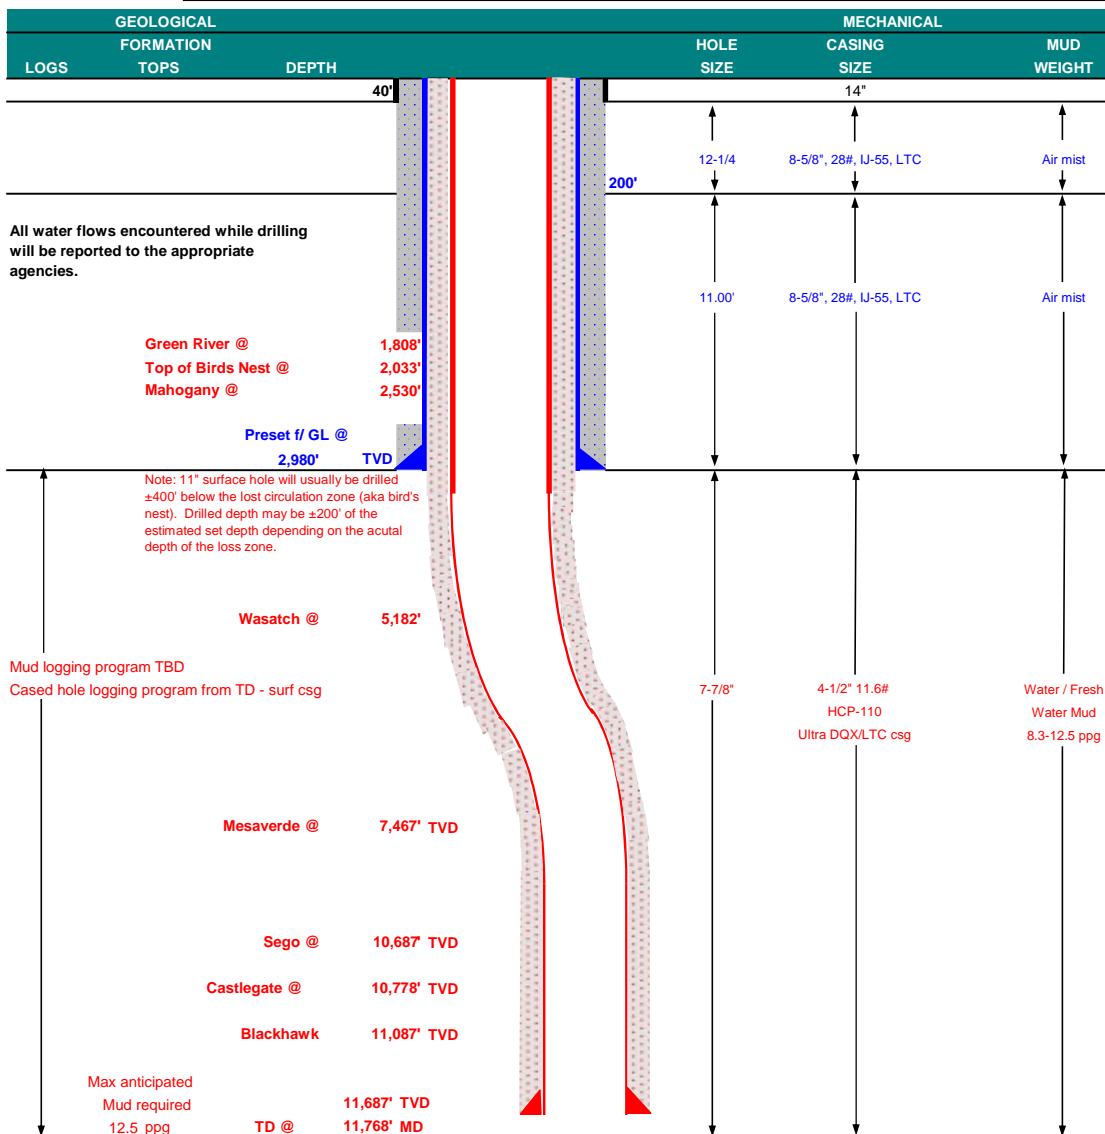 GEOLOGICAL MECHANICAL
FORMATION HOLE CASING MUD
LOGS TOPS DEPTH SIZE SIZE WEIGHT
40' 14"
12-1/4 8-5/8", 28#, IJ-55, LTC Air mist
200'
All water flows encountered while drilling
will be reported to the appropriate
agencies.
11.00' 8-5/8", 28#, IJ-55, LTC Air mist
Green River @ 1,808'
Top of Birds Nest @ 2,033'
Mahogany @ 2,530'
Preset f/ GL @
2,980' TVD
Note: 11" surface hole will usually be drilled
±400' below the lost circulation zone (aka bird's
nest). Drilled depth may be ±200' of the
estimated set depth depending on the acutal
depth of the loss zone.
Wasatch @ 5,182'
Mud logging program TBD
Cased hole logging program from TD - surf csg
7-7/8" 4-1/2" 11.6# Water / Fresh
HCP-110 Water Mud
Ultra DQX/LTC csg 8.3-12.5 ppg
Mesaverde @ 7,467' TVD
Sego @ 10,687' TVD
Castlegate @ 10,778' TVD
Blackhawk 11,087' TVD
Max anticipated
Mud required 11,687' TVD
12.5 ppg TD @ 11,768' MD